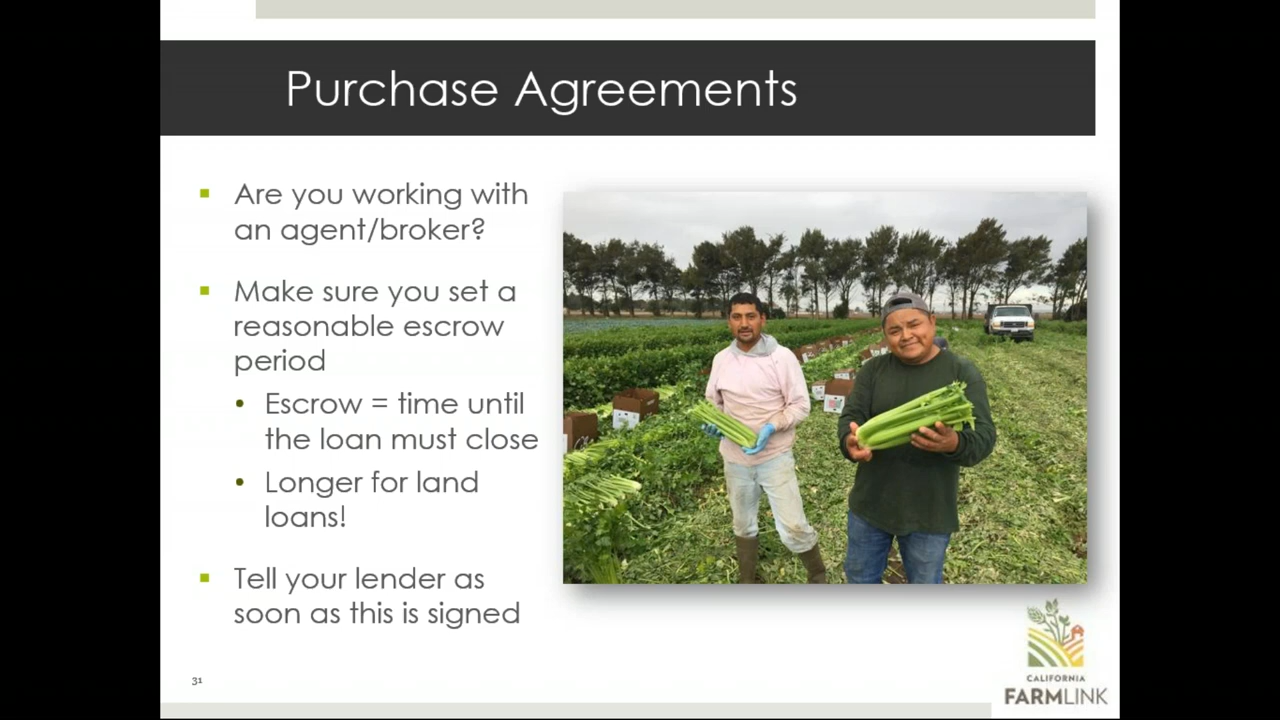 Purchase Agreements
Are you working with
an agent/broker?
Make sure you set a
reasonable escrow
period
Escrow = time until
the loan must close
Longer for land
loans!
Tell your lender as
soon as this is signed
31
CALIFORNIA
FARMLINK